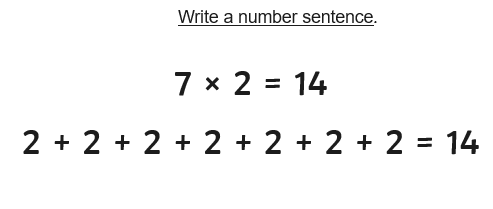 Write a number sentence.
7 × 2 = 14
2 + 2 + 2 + 2 + 2 + 2 + 2 = 14